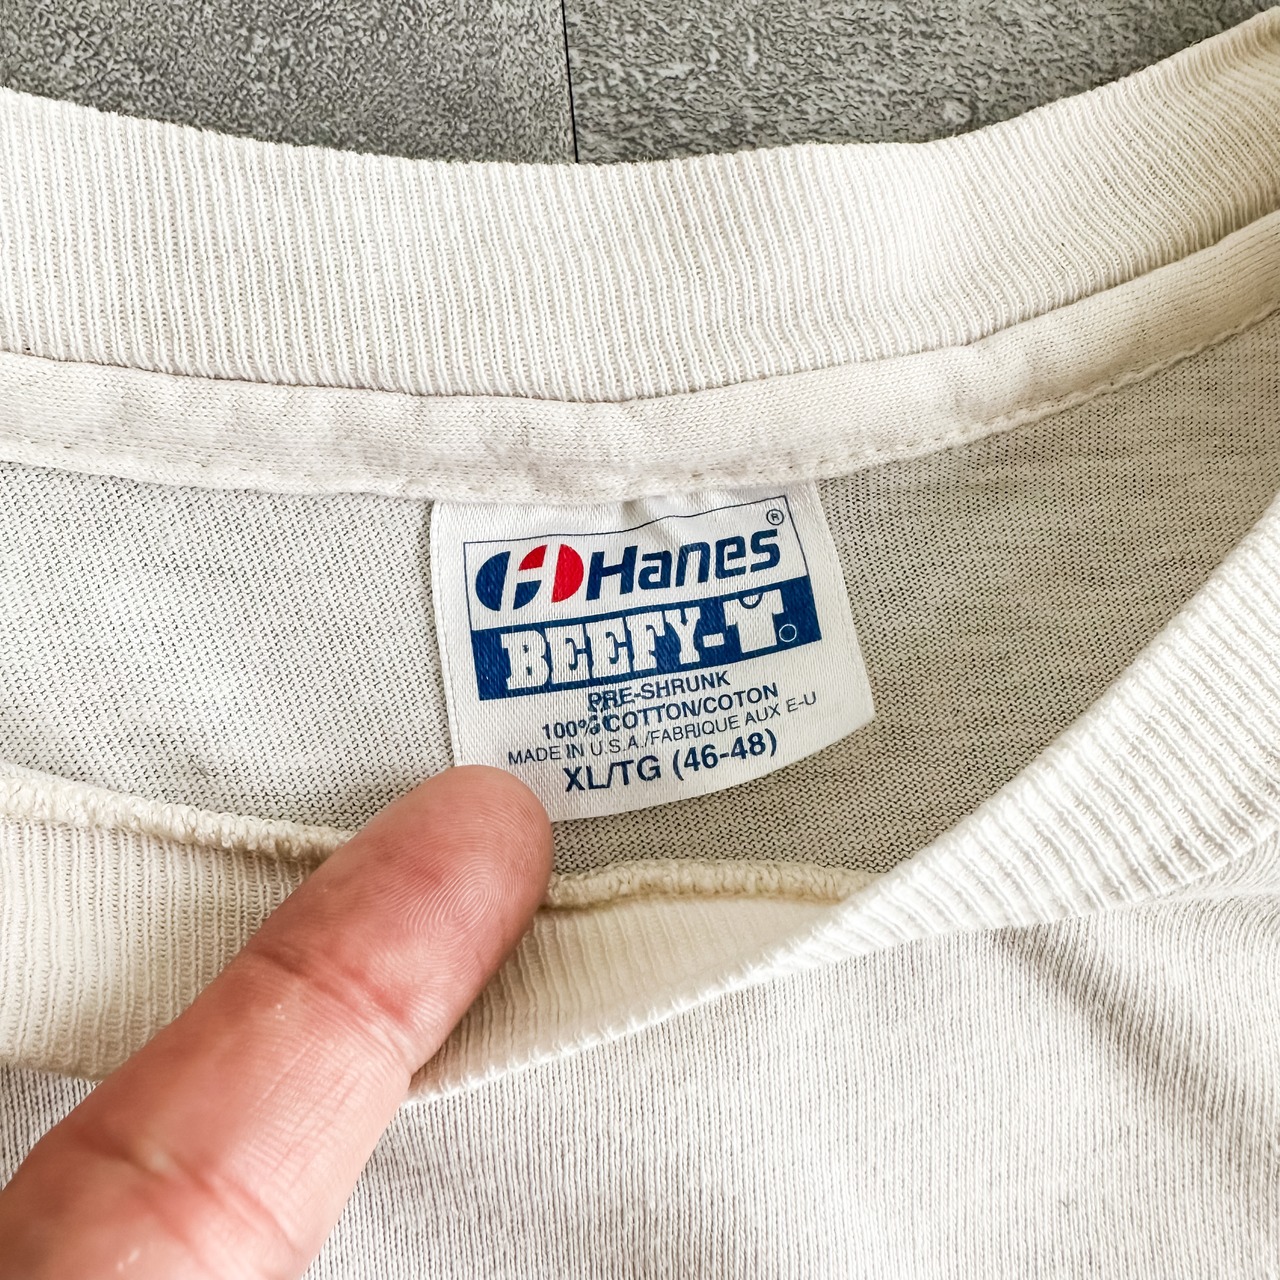 Hanes®
BEEFY-T.
PRE-SHRUNK
100% COTTON/COTON
MADE IN U.S.A./FABRIQUE AUX E-U
XL/TG (46-48)